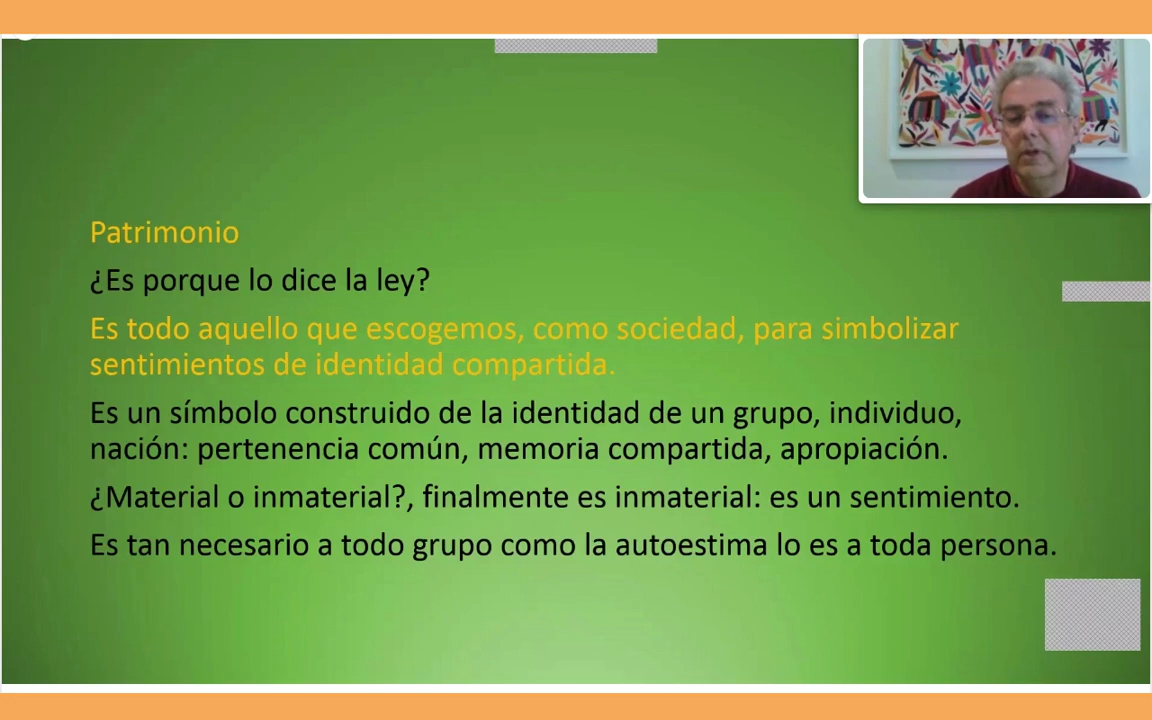 Patrimonio
¿Es porque lo dice la ley?
Es todo aquello que escogemos, como sociedad, para simbolizar
sentimientos de identidad compartida.
Es un símbolo construido de la identidad de un grupo, individuo,
nación: pertenencia común, memoria compartida, apropiación.
¿Material o inmaterial?, finalmente es inmaterial: es un sentimiento.
Es tan necesario a todo grupo como la autoestima lo es a toda persona.